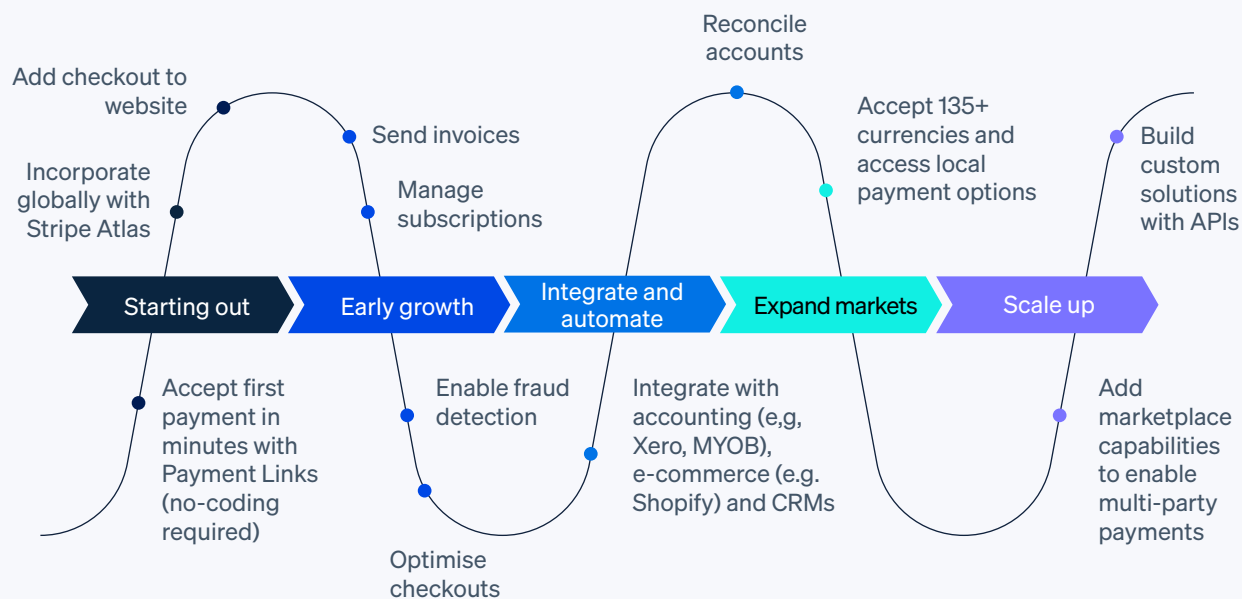 Reconcile
accounts
Add checkout to
website
Send invoices
Accept 135+
currencies and
access local
payment options
Build
custom
solutions
with APIs
Incorporate
globally with
Stripe Atlas
Manage
subscriptions
Starting out
Early growth
Integrate and
automate
Expand markets
Scale up
Accept first
payment in
minutes with
Payment Links
(no-coding
required)
Enable fraud
detection
Integrate with
accounting (e,g,
Xero, MYOB),
e-commerce (e.g.
Shopify) and CRMs
Add
marketplace
capabilities
to enable
multi-party
payments
Optimise
checkouts